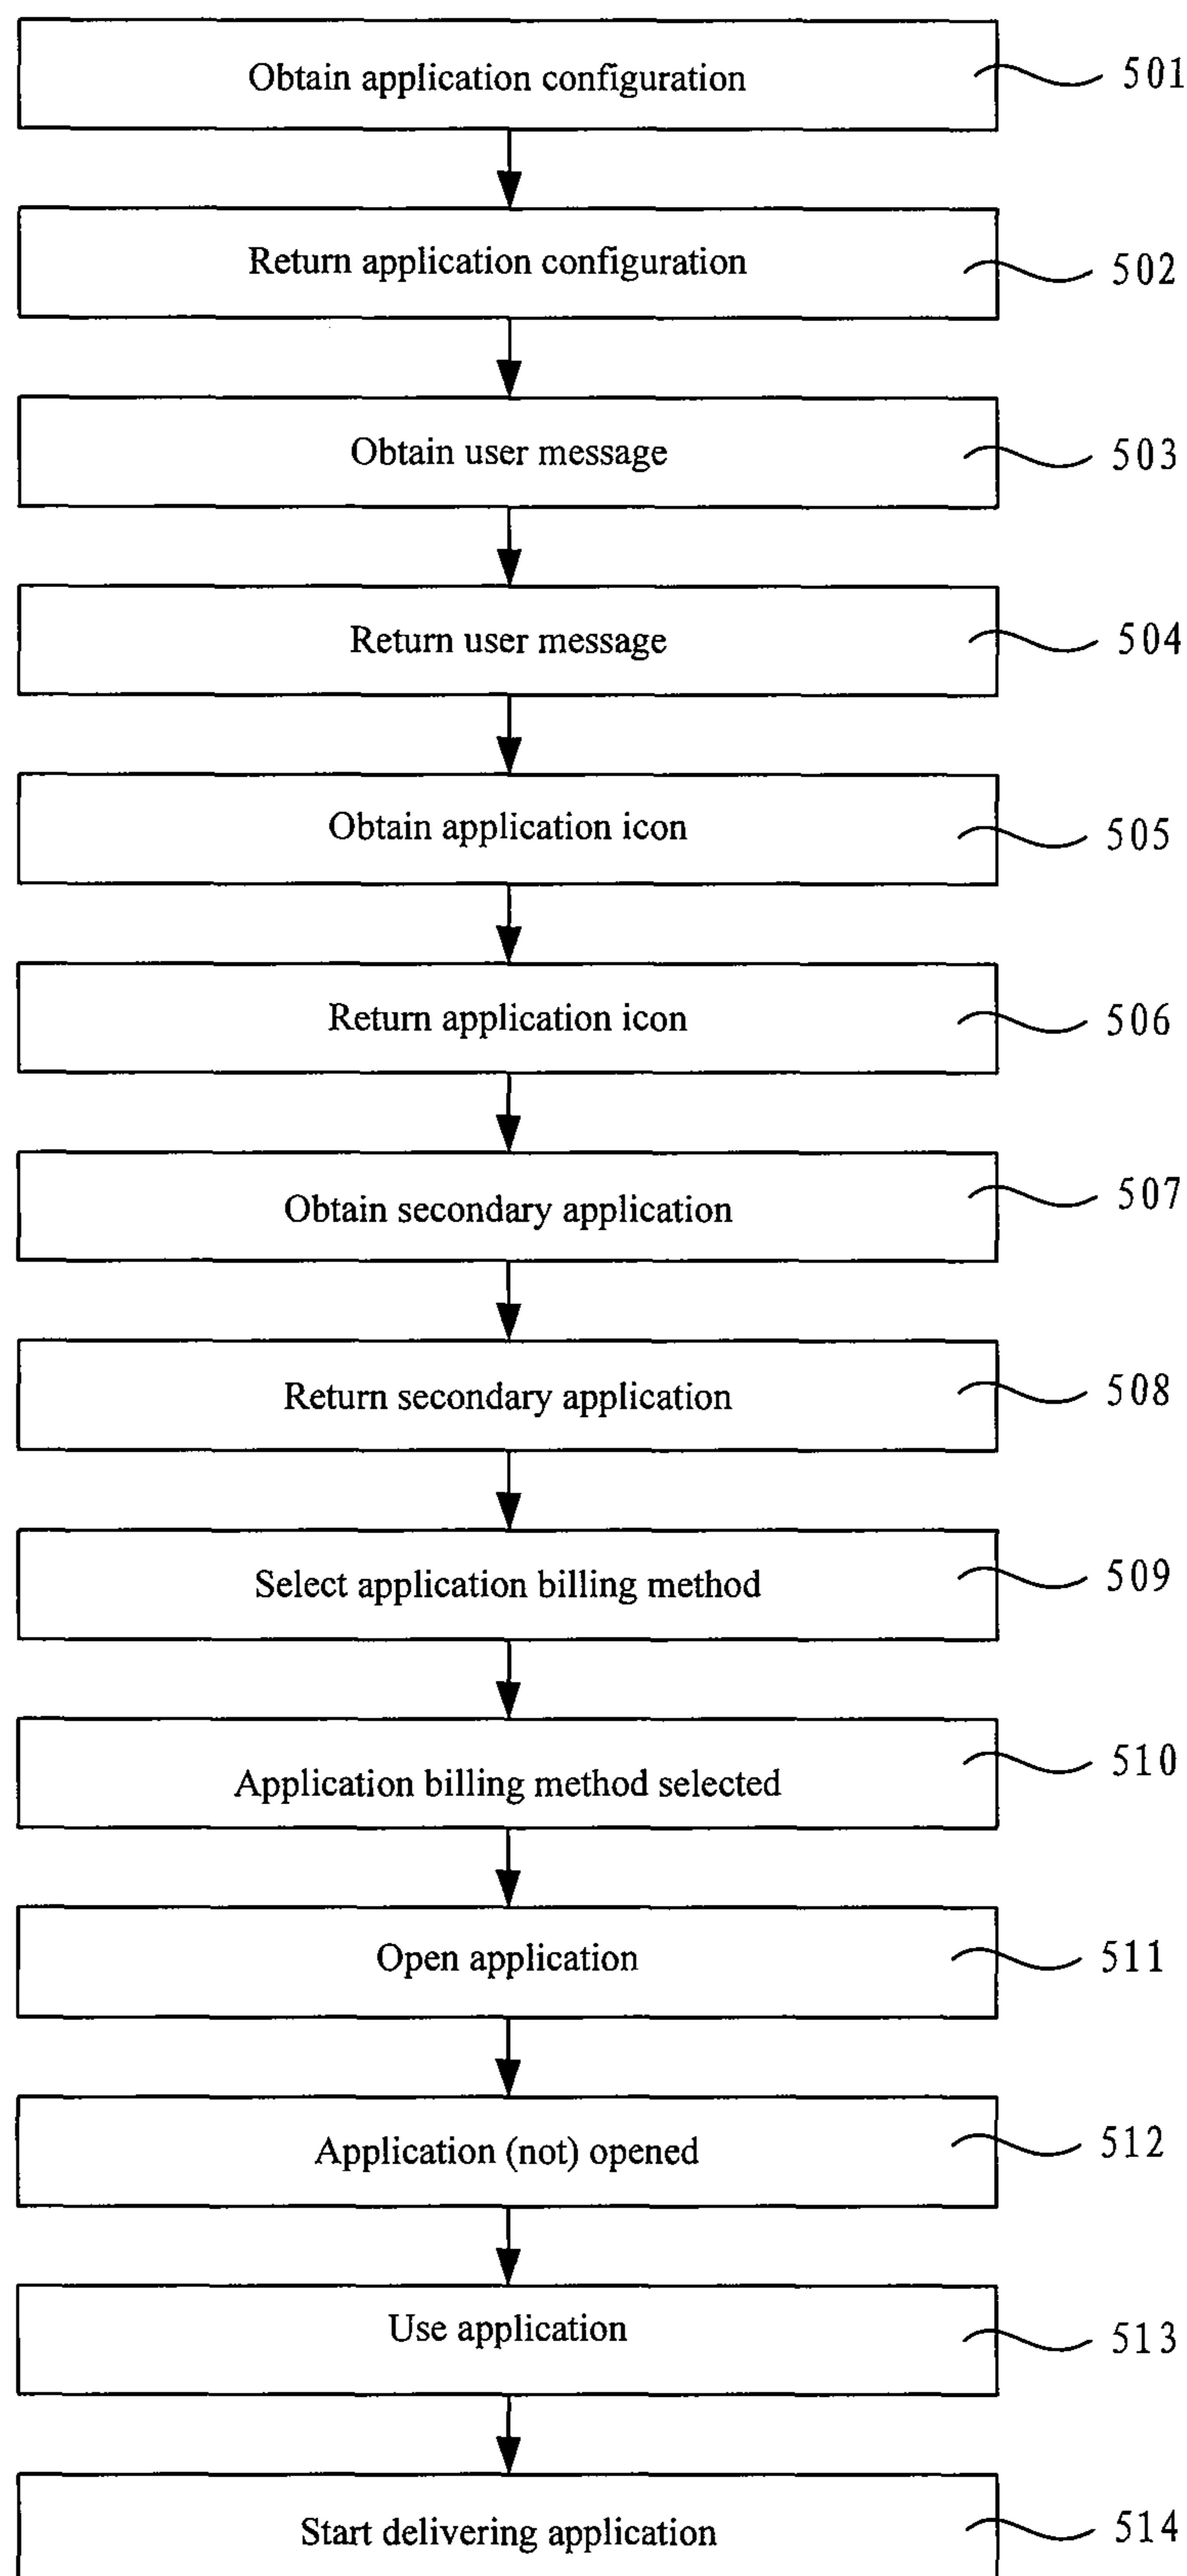 Obtain application configuration 501
Return application configuration 502
Obtain user message 503
Return user message 504
Obtain application icon 505
Return application icon 506
Obtain secondary application 507
Return secondary application 508
Select application billing method 509
Application billing method selected 510
Open application 511
Application (not) opened 512
Use application 513
Start delivering application 514